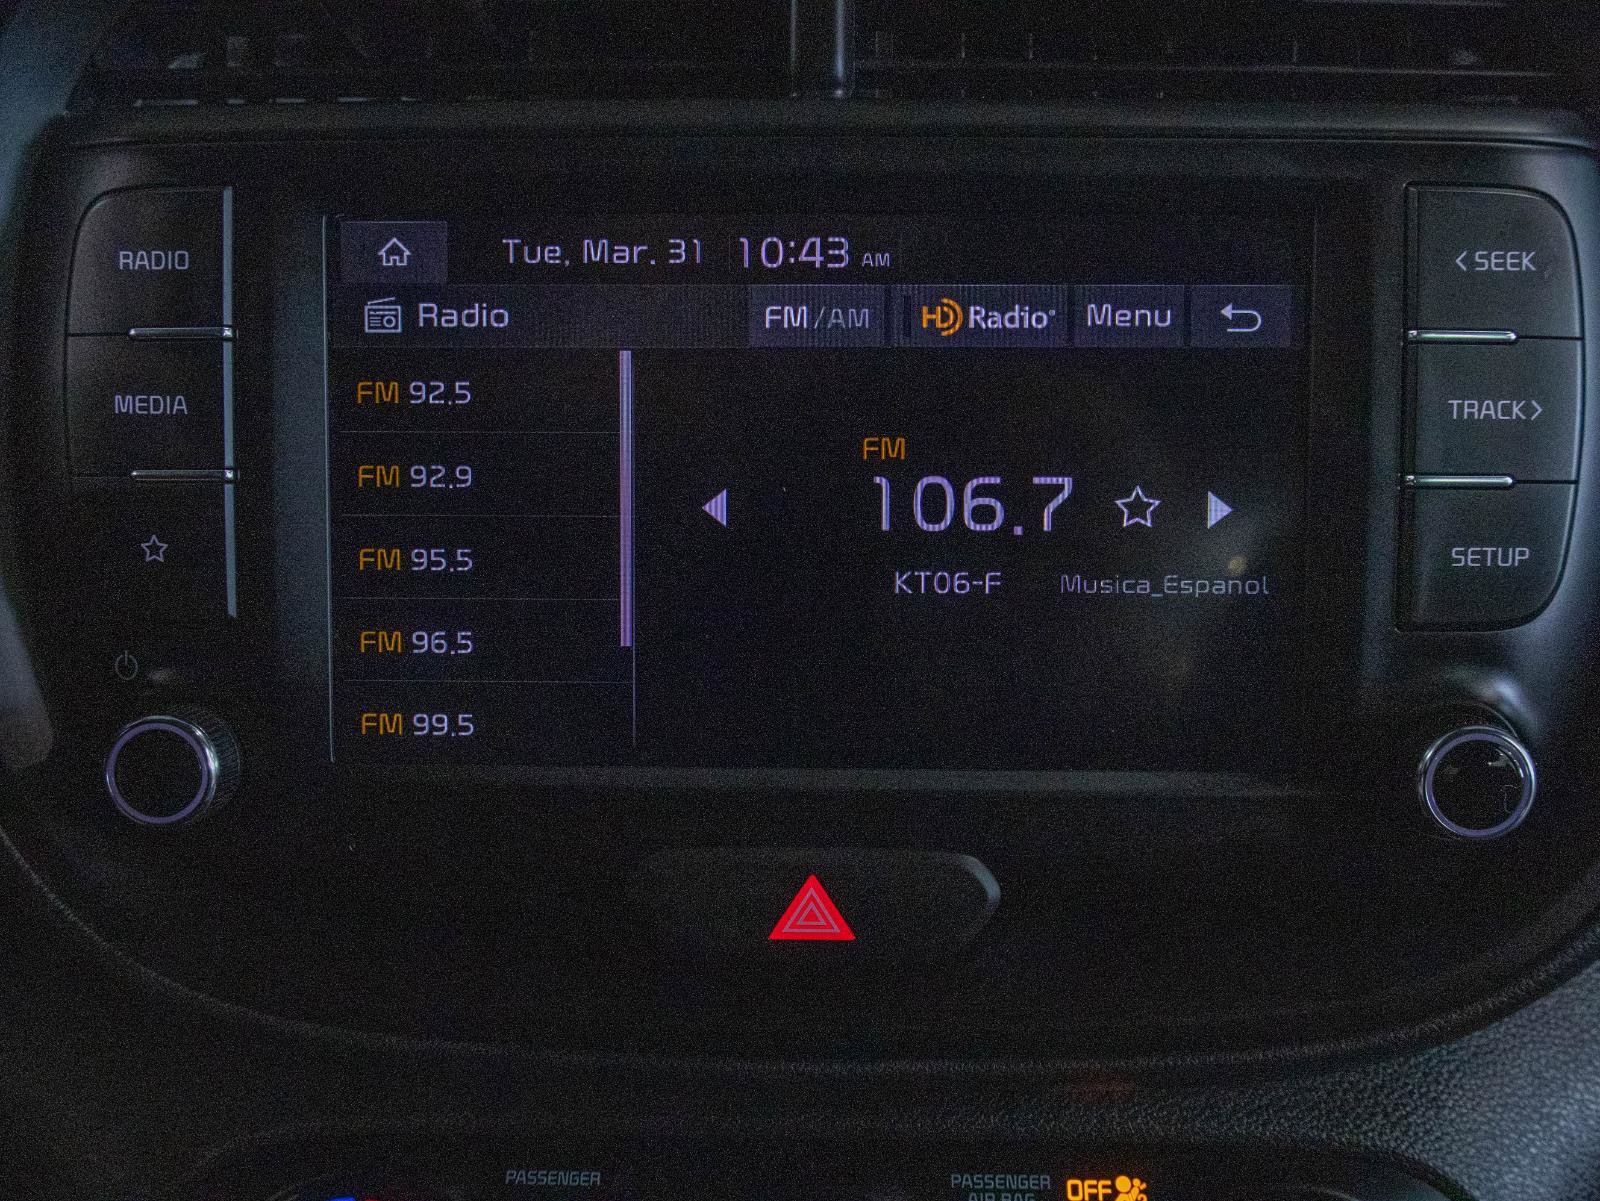 Tue, Mar. 31 10:43 AM
RADIO
<SEEK
Radio FM/AM HD Radio® Menu
FM 92.5
MEDIA
TRACK>
FM
FM 92.9
106.7
FM 95.5
SETUP
KT06-F Musica_Espanol
FM 96.5
FM 99.5
PASSENGER
PASSENGER
AIR BAG
OFF